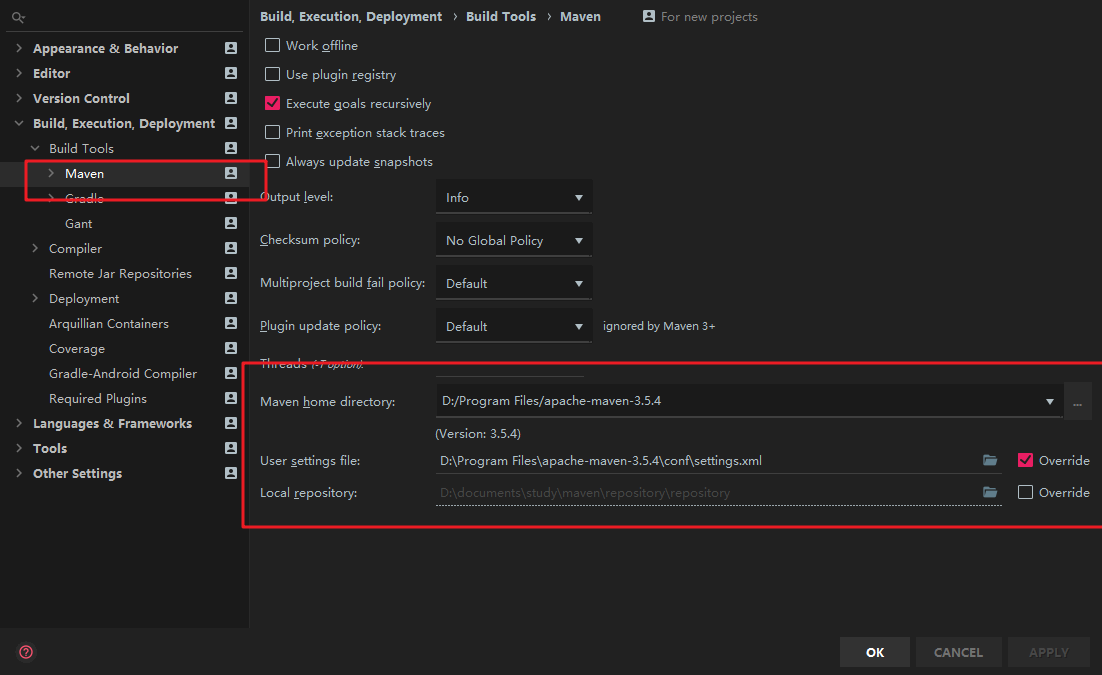 Build, Execution, Deployment › Build Tools › Maven For new projects
Appearance & Behavior
Editor
Version Control
Build, Execution, Deployment
Build Tools
Maven
Gradle
Gant
Compiler
Remote Jar Repositories
Deployment
Arquillian Containers
Coverage
Gradle-Android Compiler
Required Plugins
Languages & Frameworks
Tools
Other Settings
Work offline
Use plugin registry
Execute goals recursively
Print exception stack traces
Always update snapshots
Output level: Info
Checksum policy: No Global Policy
Multiproject build fail policy: Default
Plugin update policy: Default ignored by Maven 3+
Threads (-T option):
Maven home directory: D:/Program Files/apache-maven-3.5.4 ...
(Version: 3.5.4)
User settings file: D:\Program Files\apache-maven-3.5.4\conf\settings.xml Override
Local repository: D:\documents\study\maven\repository\repository Override
? OK CANCEL APPLY